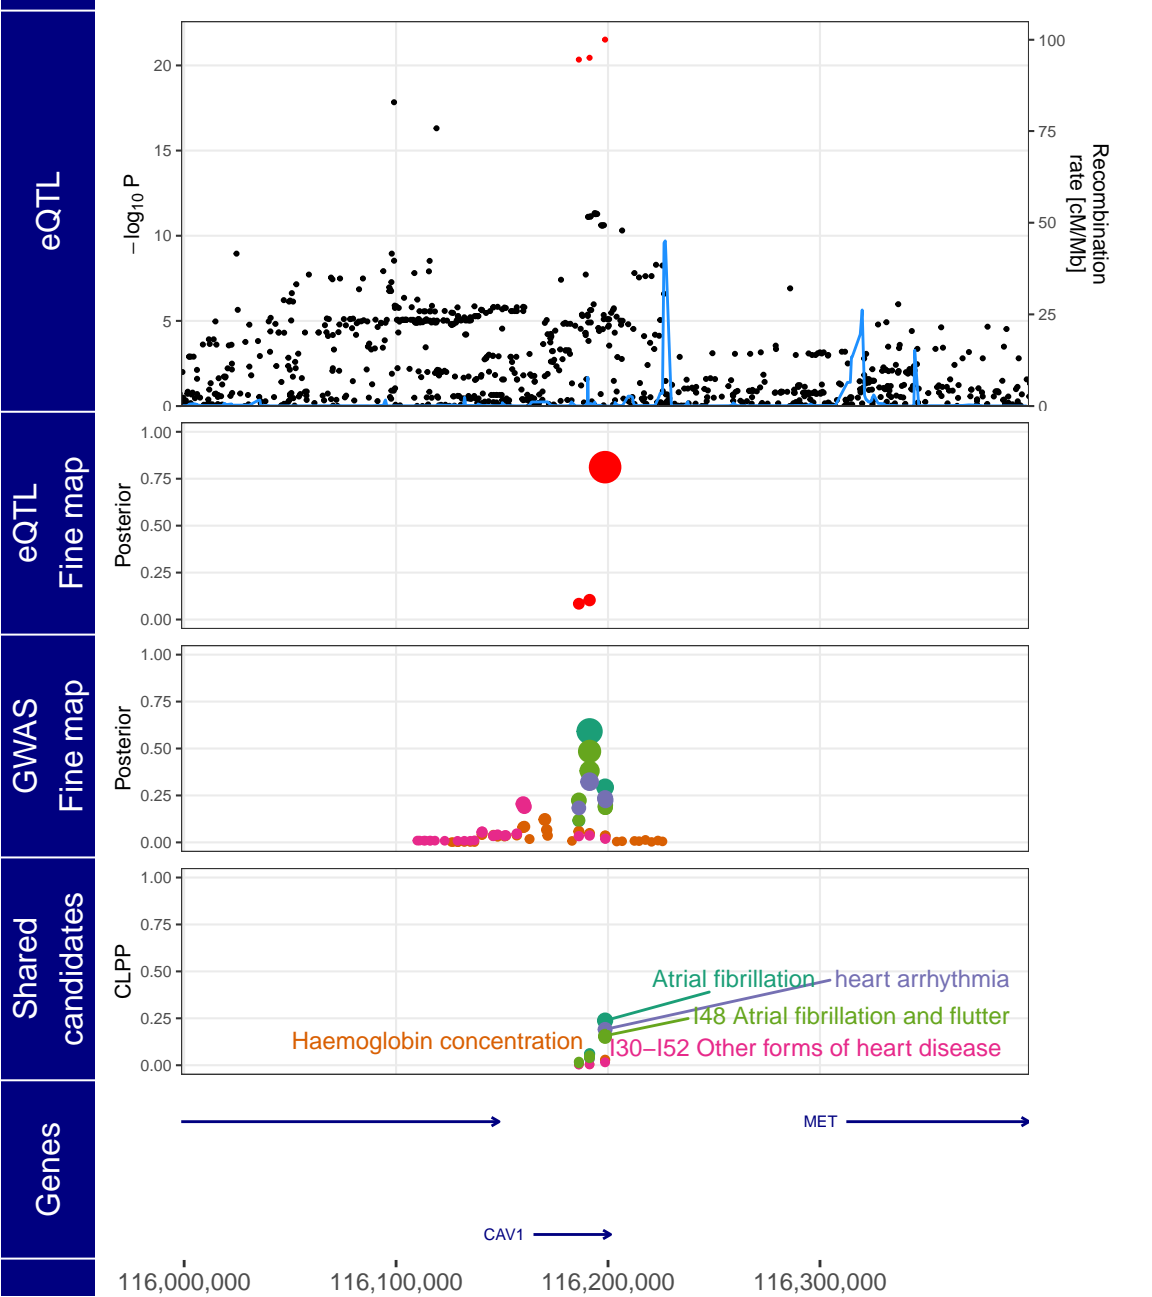 eQTL
−log10 P
20
15
10
5
0
100
75
50
25
0
Recombination
rate [cM/Mb]
eQTL
Fine map
Posterior
1.00
0.75
0.50
0.25
0.00
GWAS
Fine map
Posterior
1.00
0.75
0.50
0.25
0.00
Shared
candidates
CLPP
1.00
0.75
0.50
0.25
0.00
Atrial fibrillation
heart arrhythmia
I48 Atrial fibrillation and flutter
Haemoglobin concentration
I30−I52 Other forms of heart disease
Genes
MET
CAV1
116,000,000
116,100,000
116,200,000
116,300,000